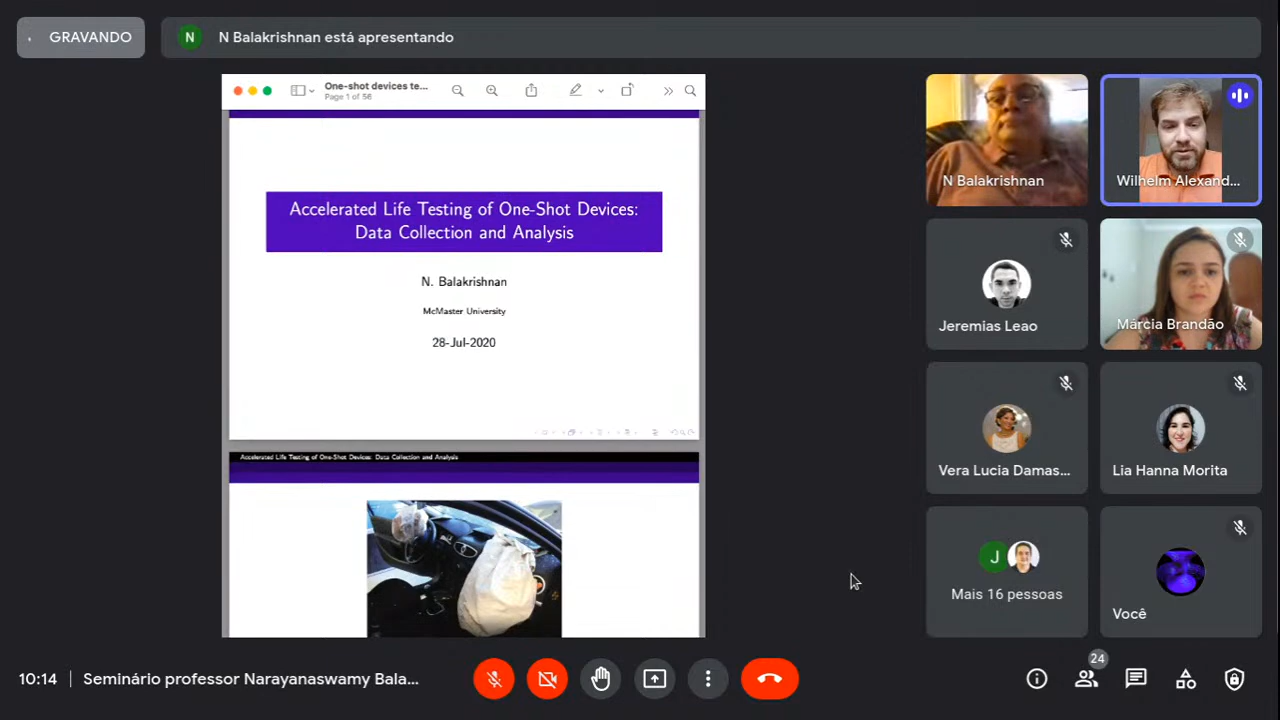 GRAVANDO
N
N Balakrishnan está apresentando
One-shot devices te...
Page 1 of 56
Accelerated Life Testing of One-Shot Devices:
Data Collection and Analysis
N. Balakrishnan
McMaster University
28-Jul-2020
Accelerated Life Testing of One-Shot Devices: Data Collection and Analysis
N Balakrishnan
Wilhelm Alexand...
Jeremias Leao
Márcia Brandão
Vera Lucia Damas...
Lia Hanna Morita
J
Mais 16 pessoas
Você
10:14
Seminário professor Narayanaswamy Bala...
24